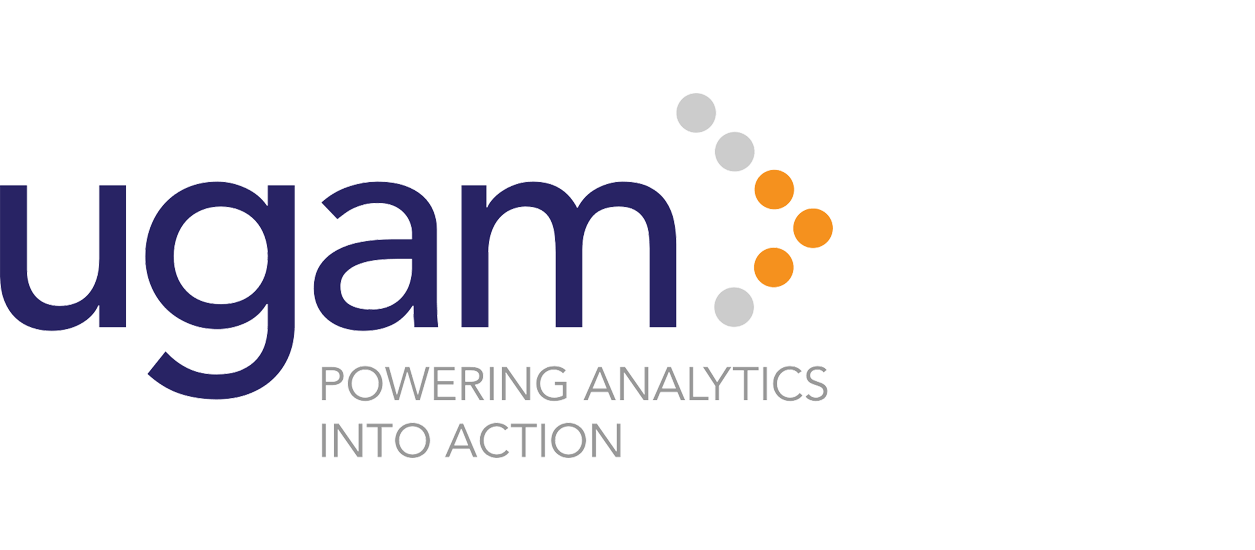 ugam
POWERING ANALYTICS
INTO ACTION